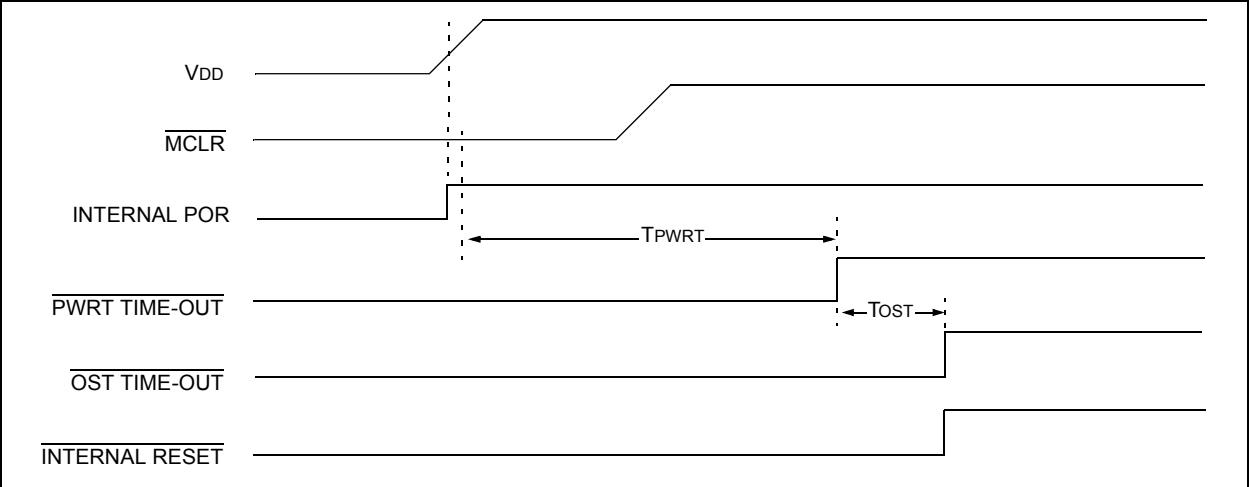 VDD
MCLR
INTERNAL POR
TPWRT
PWRT TIME-OUT
TOST
OST TIME-OUT
INTERNAL RESET